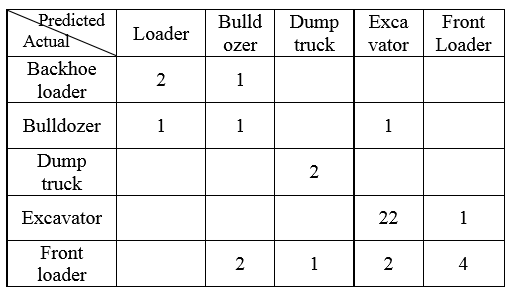 Predicted
Actual
Loader
Bulld
ozer
Dump
truck
Exca
vator
Front
Loader
Backhoe
loader
2
1
Bulldozer
1
1
1
Dump
truck
2
Excavator
22
1
Front
loader
2
1
2
4